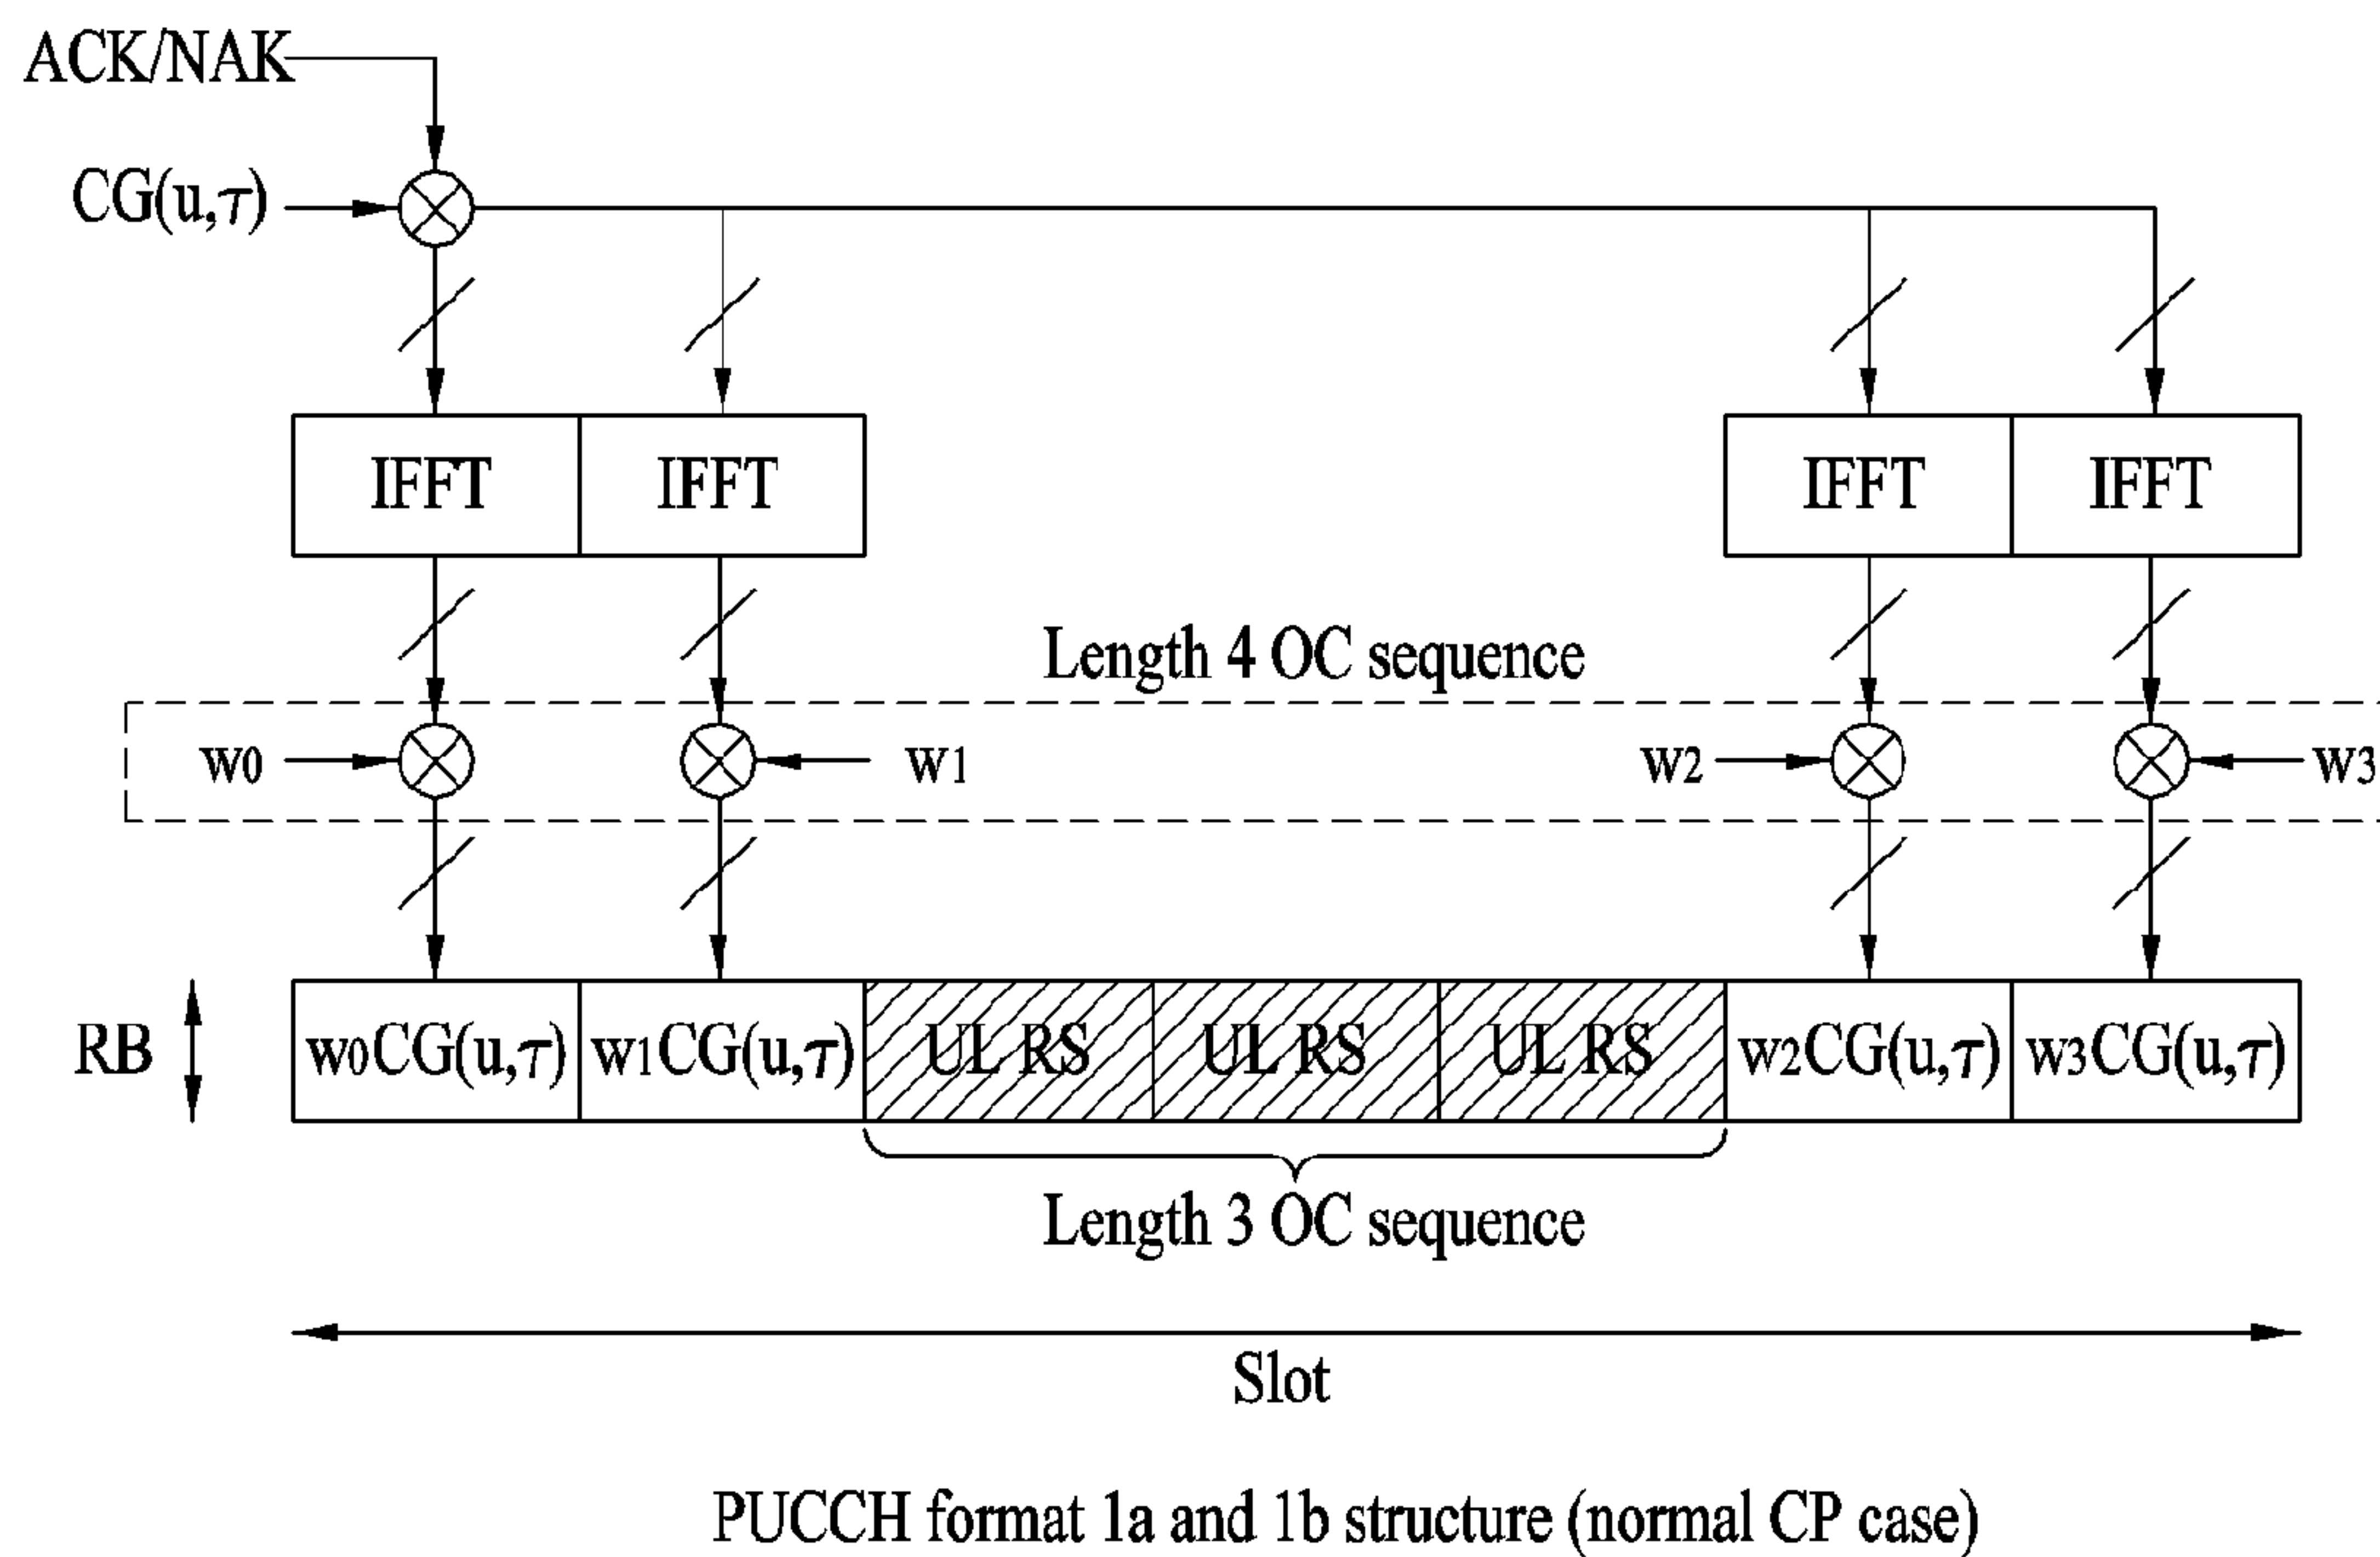 ACK/NAK
CG(u,τ)
IFFT IFFT IFFT IFFT
Length 4 OC sequence
w0 w1 w2 w3
RB w0CG(u,τ) w1CG(u,τ) UL RS UL RS UL RS w2CG(u,τ) w3CG(u,τ)
Length 3 OC sequence
Slot
PUCCH format 1a and 1b structure (normal CP case)